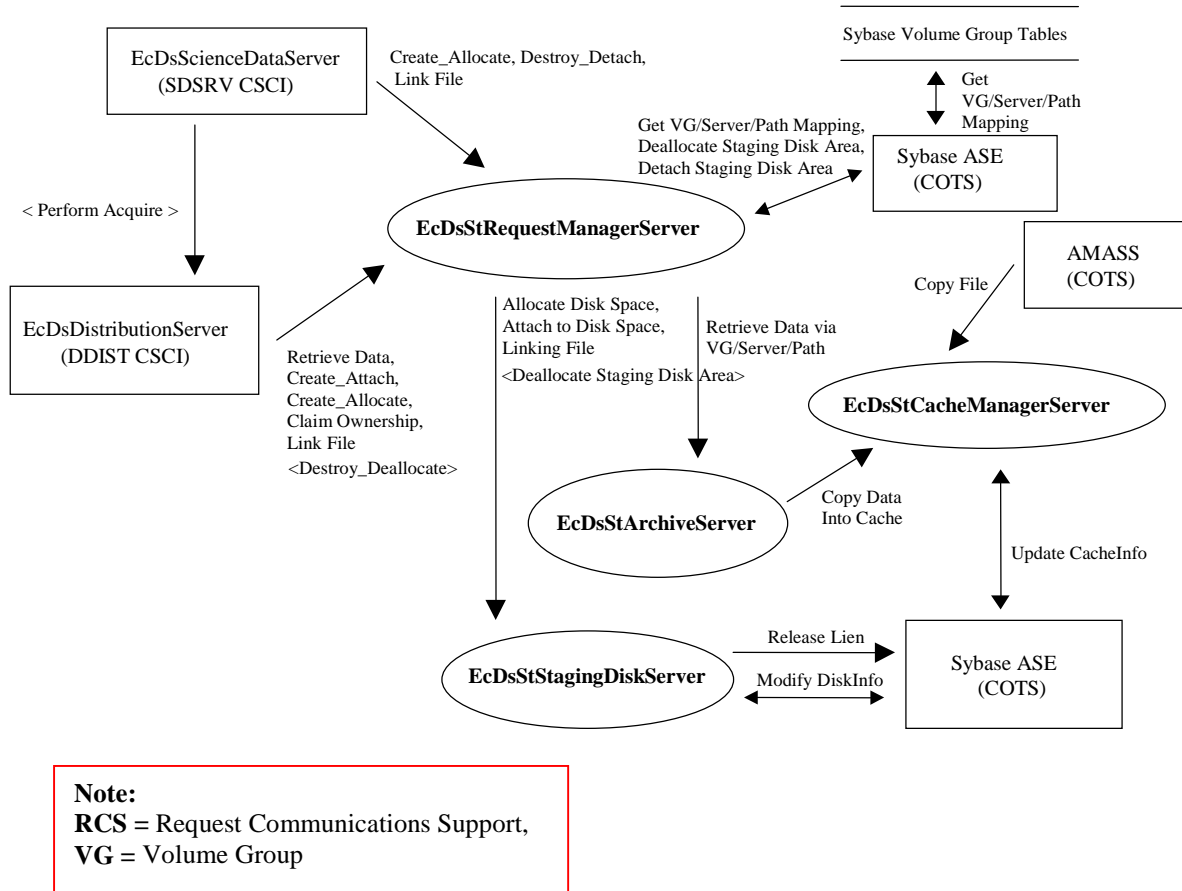 EcDsScienceDataServer
(SDSRV CSCI)
Create_Allocate, Destroy_Detach,
Link File
Sybase Volume Group Tables
Get
VG/Server/Path
Mapping
Get VG/Server/Path Mapping,
Deallocate Staging Disk Area,
Detach Staging Disk Area
Sybase ASE
(COTS)
< Perform Acquire >
EcDsStRequestManagerServer
AMASS
(COTS)
Copy File
EcDsDistributionServer
(DDIST CSCI)
Retrieve Data,
Create_Attach,
Create_Allocate,
Claim Ownership,
Link File
<Destroy_Deallocate>
Allocate Disk Space,
Attach to Disk Space,
Linking File
<Deallocate Staging Disk Area>
Retrieve Data via
VG/Server/Path
EcDsStCacheManagerServer
EcDsStArchiveServer
Copy Data
Into Cache
Update CacheInfo
EcDsStStagingDiskServer
Release Lien
Modify DiskInfo
Sybase ASE
(COTS)
Note:
RCS = Request Communications Support,
VG = Volume Group